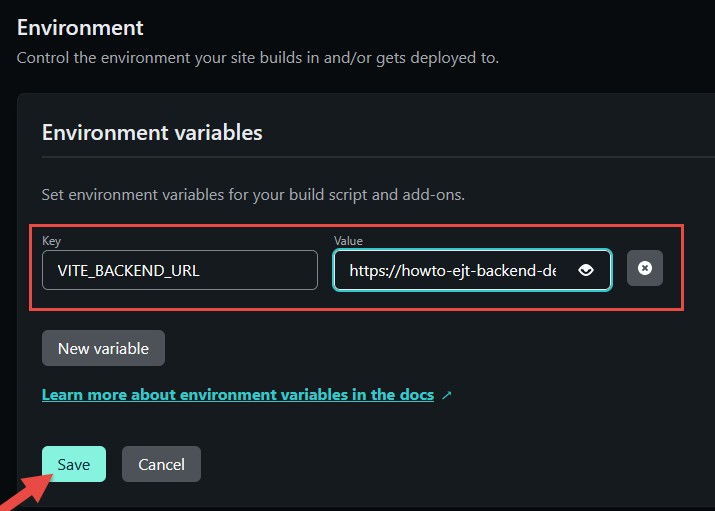 Environment
Control the environment your site builds in and/or gets deployed to.
Environment variables
Set environment variables for your build script and add-ons.
Key
Value
VITE_BACKEND_URL
https://howto-ejt-backend-de
New variable
Learn more about environment variables in the docs
Save
Cancel